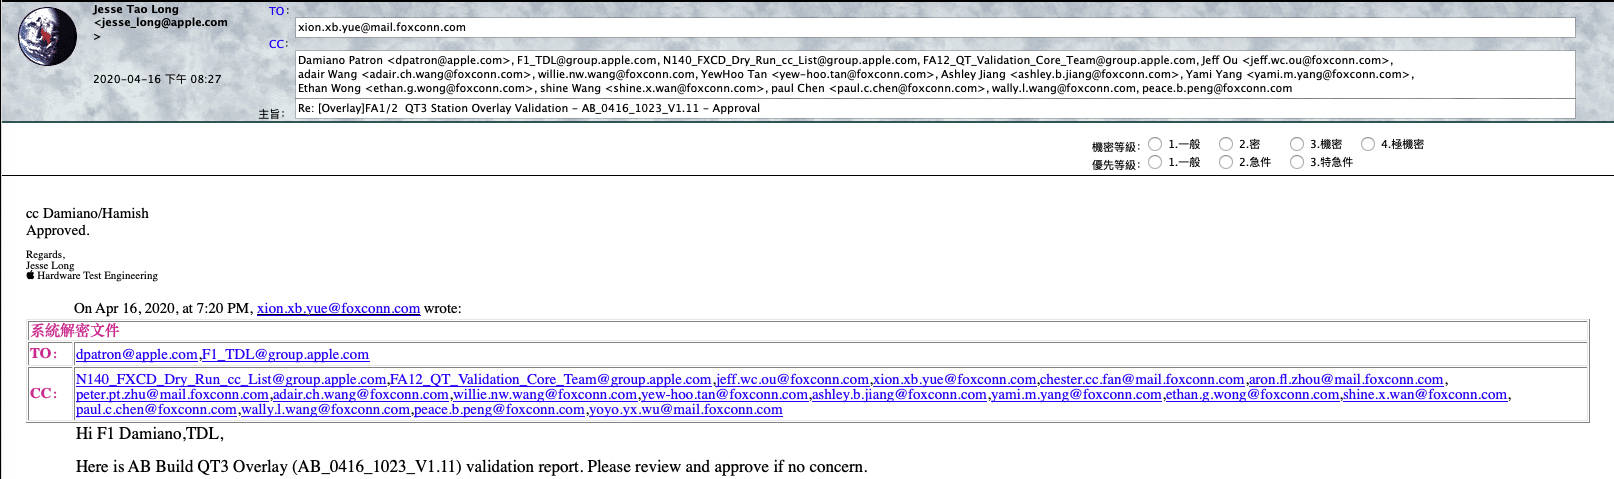 Jesse Tao Long
<jesse_long@apple.com
>
2020-04-16 下午 08:27
TO:
xion.xb.yue@mail.foxconn.com
CC:
Damiano Patron <dpatron@apple.com>, F1_TDL@group.apple.com, N140_FXCD_Dry_Run_cc_List@group.apple.com, FA12_QT_Validation_Core_Team@group.apple.com, Jeff Ou <jeff.wc.ou@foxconn.com>,
adair Wang <adair.ch.wang@foxconn.com>, willie.nw.wang@foxconn.com, YewHoo Tan <yew-hoo.tan@foxconn.com>, Ashley Jiang <ashley.b.jiang@foxconn.com>, Yami Yang <yami.m.yang@foxconn.com>,
Ethan Wong <ethan.g.wong@foxconn.com>, shine Wang <shine.x.wan@foxconn.com>, paul Chen <paul.c.chen@foxconn.com>, wally.l.wang@foxconn.com, peace.b.peng@foxconn.com
主旨:
Re: [Overlay]FA1/2 QT3 Station Overlay Validation - AB_0416_1023_V1.11 - Approval
機密等級: 1.一般 2.密 3.機密 4.極機密
優先等級: 1.一般 2.急件 3.特急件
cc Damiano/Hamish
Approved.
Regards,
Jesse Long
Hardware Test Engineering
On Apr 16, 2020, at 7:20 PM, xion.xb.yue@foxconn.com wrote:
系統解密文件
TO: dpatron@apple.com,F1_TDL@group.apple.com
CC:
N140_FXCD_Dry_Run_cc_List@group.apple.com,FA12_QT_Validation_Core_Team@group.apple.com,jeff.wc.ou@foxconn.com,xion.xb.yue@foxconn.com,chester.cc.fan@mail.foxconn.com,aron.fl.zhou@mail.foxconn.com,
peter.pt.zhu@mail.foxconn.com,adair.ch.wang@foxconn.com,willie.nw.wang@foxconn.com,yew-hoo.tan@foxconn.com,ashley.b.jiang@foxconn.com,yami.m.yang@foxconn.com,ethan.g.wong@foxconn.com,shine.x.wan@foxconn.com,
paul.c.chen@foxconn.com,wally.l.wang@foxconn.com,peace.b.peng@foxconn.com,yoyo.yx.wu@mail.foxconn.com
Hi F1 Damiano,TDL,
Here is AB Build QT3 Overlay (AB_0416_1023_V1.11) validation report. Please review and approve if no concern.